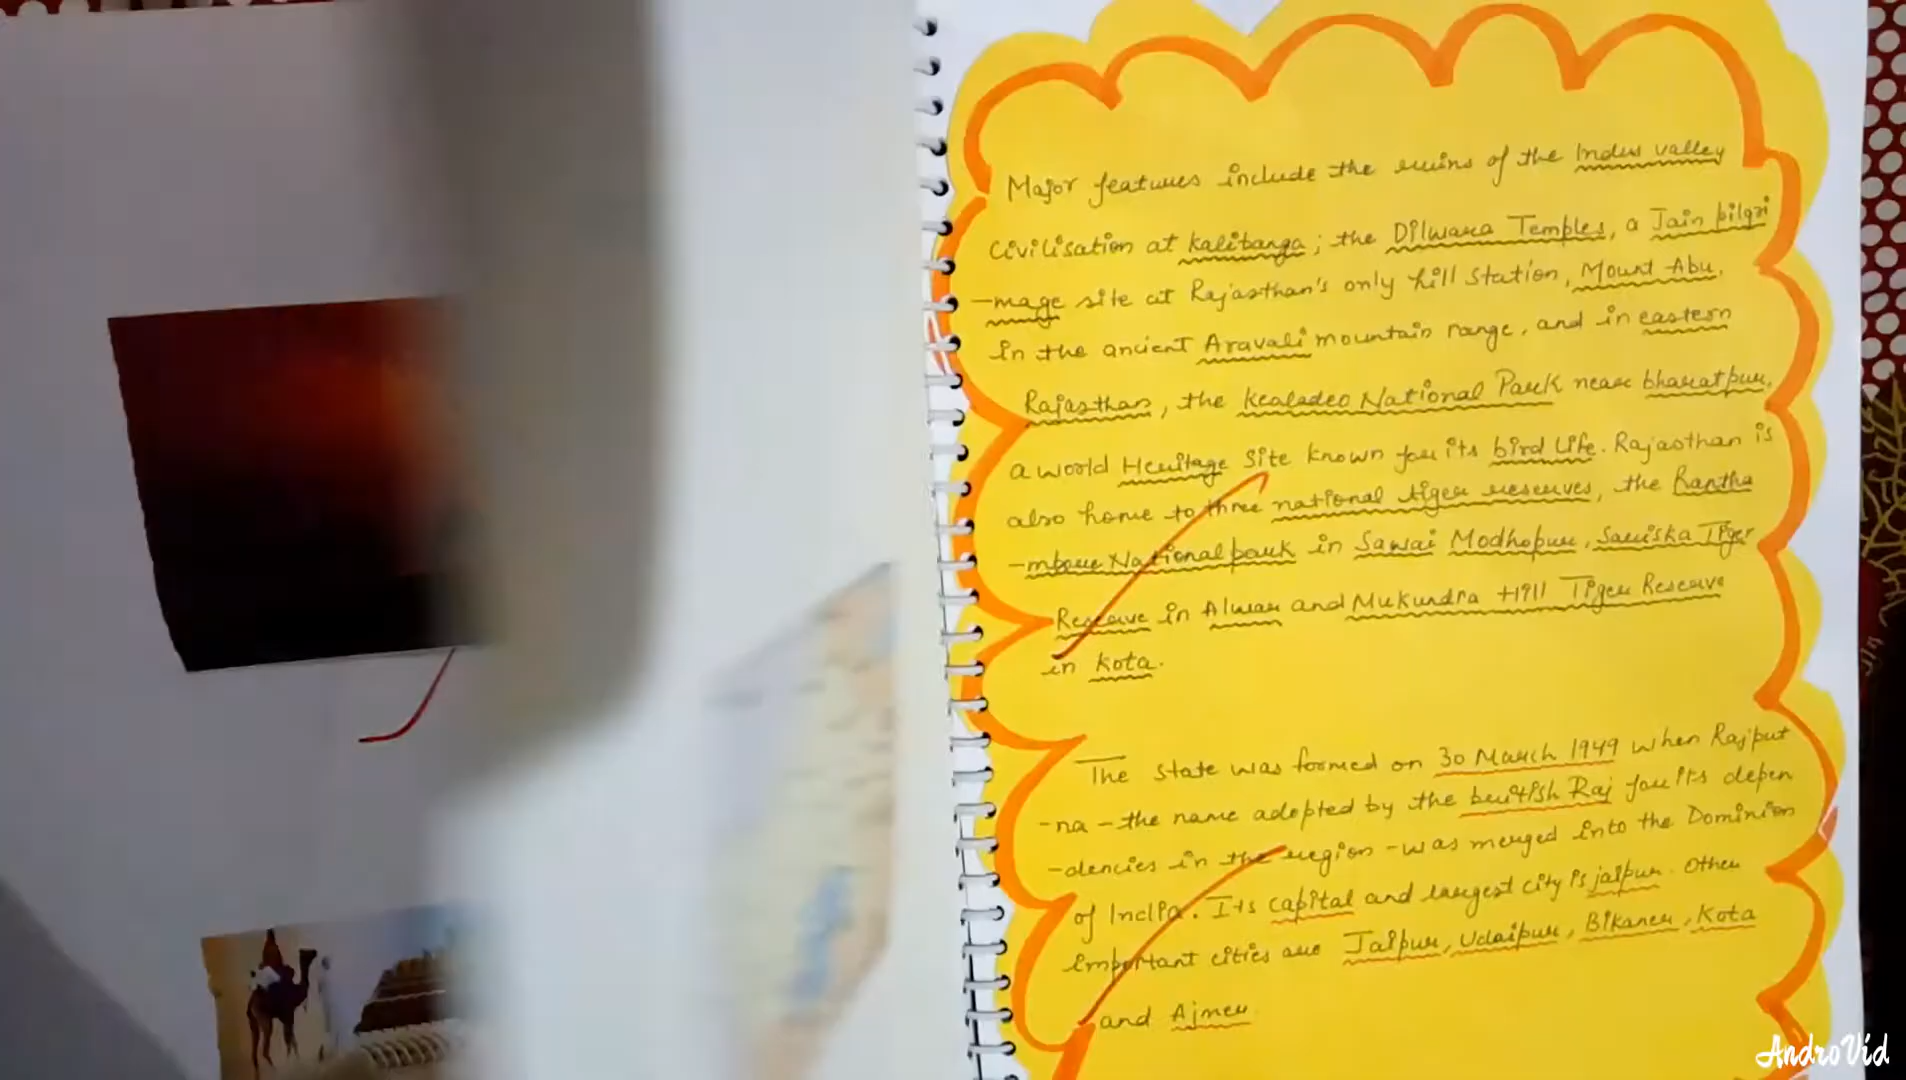 Major features include the ruins of the Indus valley
Civilisation at kalibanga; the Dilwara Temples, a Jain pilgri
-mage site at Rajasthan's only hill station, Mount Abu,
in the ancient Aravali mountain range, and in eastern
Rajasthan, the kealadeo National Park near bharatpur,
a world Heritage Site known for its bird life. Rajasthan is
also home to three national tiger reserves, the Rantha
-mbore National park in Sawai Modhopur, Sariska Tiger
Reserve in Alwar and Mukundra Hill Tiger Reserve
in kota.
The state was formed on 30 March 1949 when Rajput
-na - the name adopted by the british Raj for its depen
-dencies in the region - was merged into the Dominion
of India. Its capital and largest city is jaipur. Other
important cities are Jaipur, Udaipur, Bikaner, Kota
and Ajmer
AndroVid